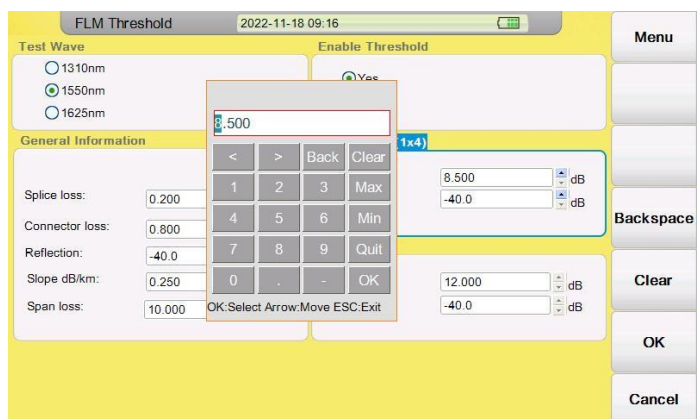 FLM Threshold 2022-11-18 09:16
Menu
Test Wave
Enable Threshold
1310nm
1550nm
1625nm
Yes
8.500
General Information
(1x4)
< > Back Clear
1 2 3 Max
4 5 6 Min
7 8 9 Quit
0 . - OK
OK:Select Arrow:Move ESC:Exit
Splice loss: 0.200
Connector loss: 0.800
Reflection: -40.0
Slope dB/km: 0.250
Span loss: 10.000
8.500 dB
-40.0 dB
12.000 dB
-40.0 dB
Backspace
Clear
OK
Cancel